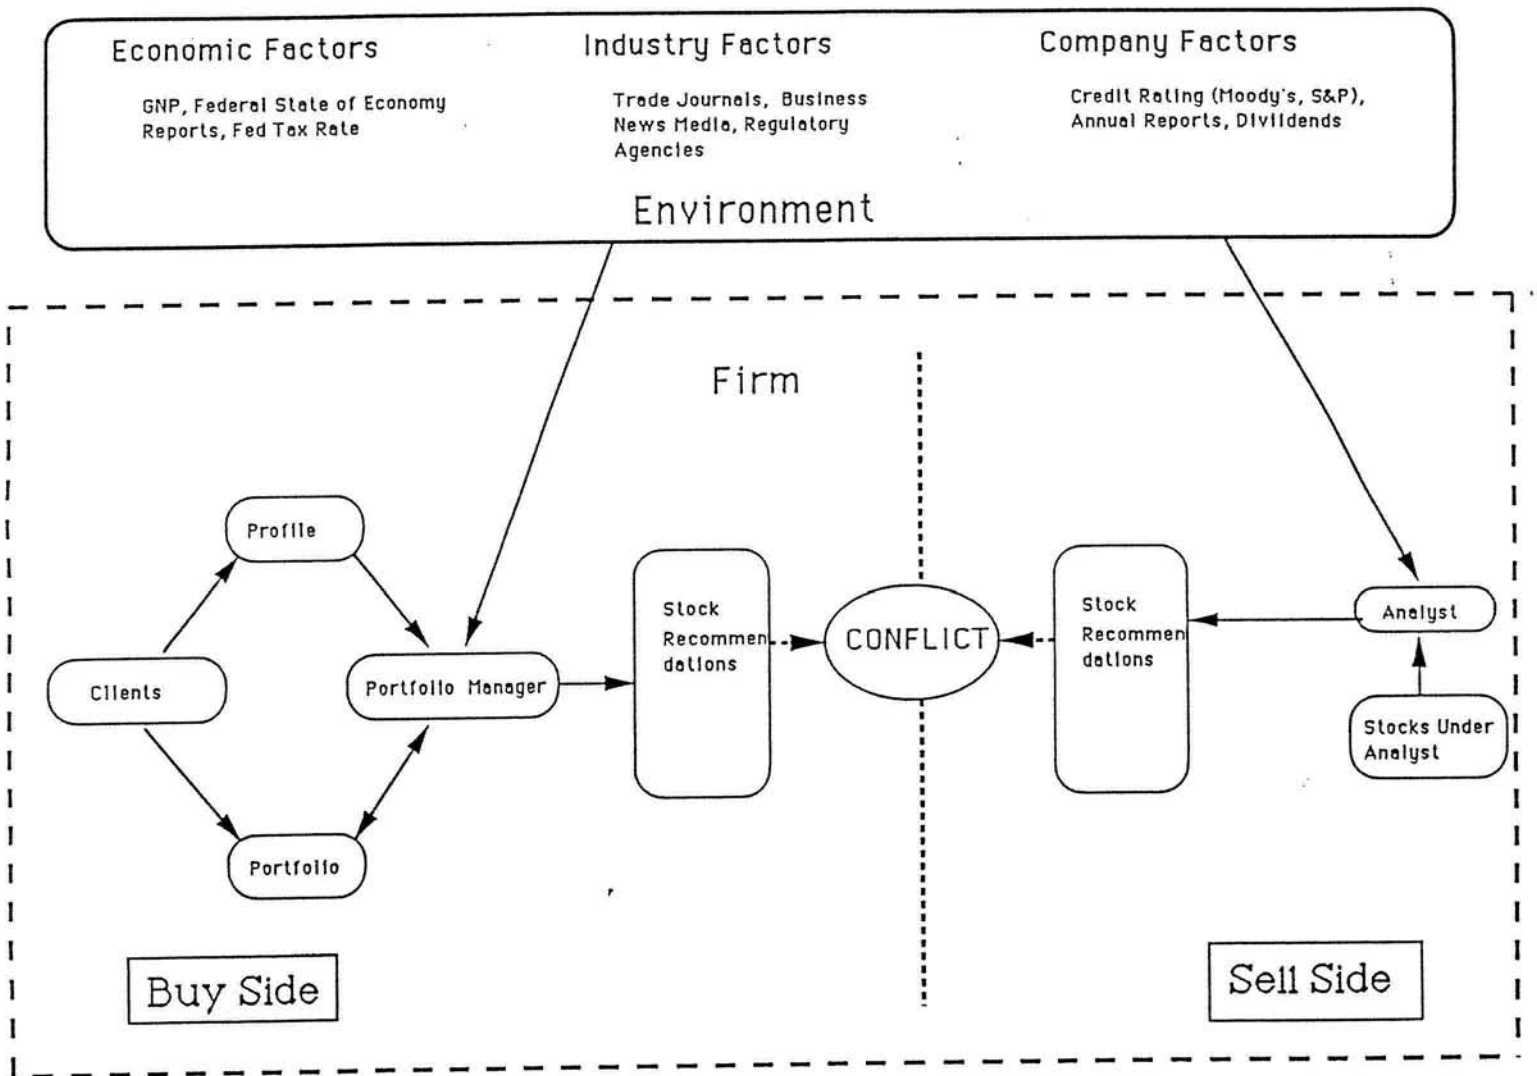 Economic Factors
GNP, Federal State of Economy
Reports, Fed Tax Rate
Industry Factors
Trade Journals, Business
News Media, Regulatory
Agencies
Company Factors
Credit Rating (Moody's, S&P),
Annual Reports, Dividends
Environment
Firm
Profile
Clients
Portfolio Manager
Portfolio
Stock
Recommen
dations
CONFLICT
Stock
Recommen
dations
Analyst
Stocks Under
Analyst
Buy Side
Sell Side